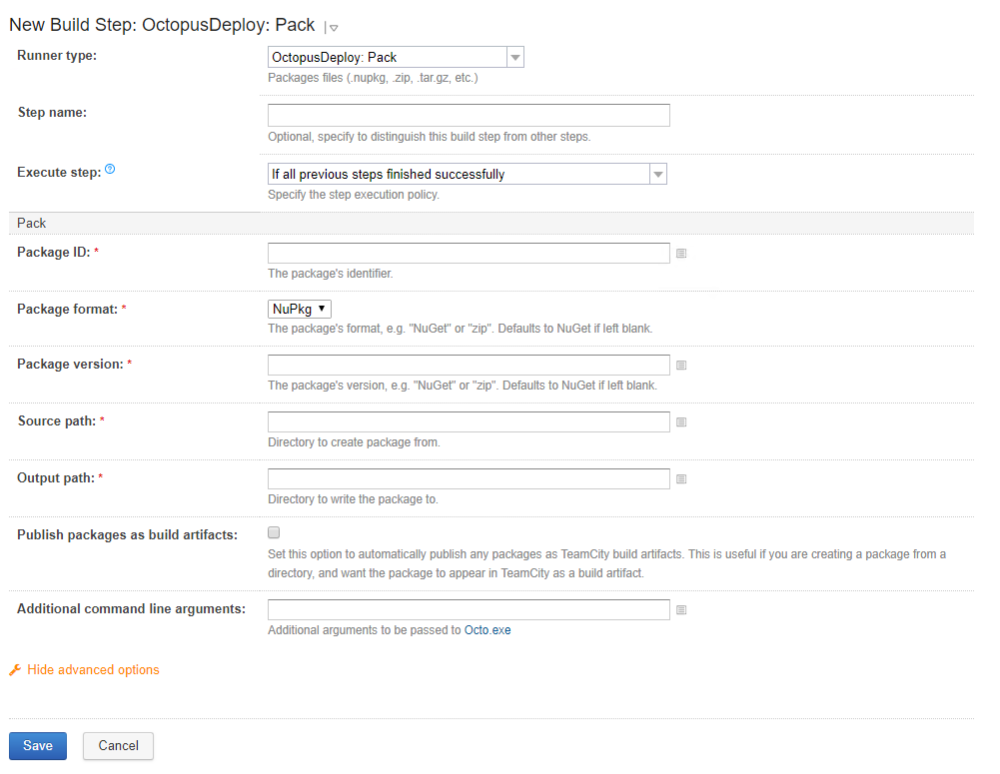 New Build Step: OctopusDeploy: Pack
Runner type:
OctopusDeploy: Pack
Packages files (.nupkg, .zip, .tar.gz, etc.)
Step name:
Optional, specify to distinguish this build step from other steps.
Execute step:
If all previous steps finished successfully
Specify the step execution policy.
Pack
Package ID: *
The package's identifier.
Package format: *
NuPkg
The package's format, e.g. "NuGet" or "zip". Defaults to NuGet if left blank.
Package version: *
The package's version, e.g. "NuGet" or "zip". Defaults to NuGet if left blank.
Source path: *
Directory to create package from.
Output path: *
Directory to write the package to.
Publish packages as build artifacts:
Set this option to automatically publish any packages as TeamCity build artifacts. This is useful if you are creating a package from a
directory, and want the package to appear in TeamCity as a build artifact.
Additional command line arguments:
Additional arguments to be passed to Octo.exe
Hide advanced options
Save
Cancel